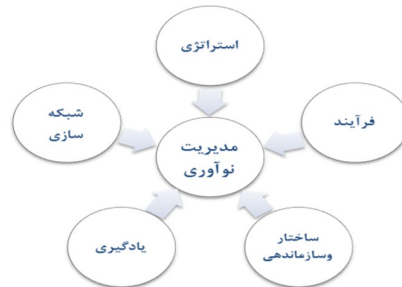 استراتژی
فرآیند
شبکه
سازی
مدیریت
نوآوری
ساختار
وسازماندهی
یادگیری